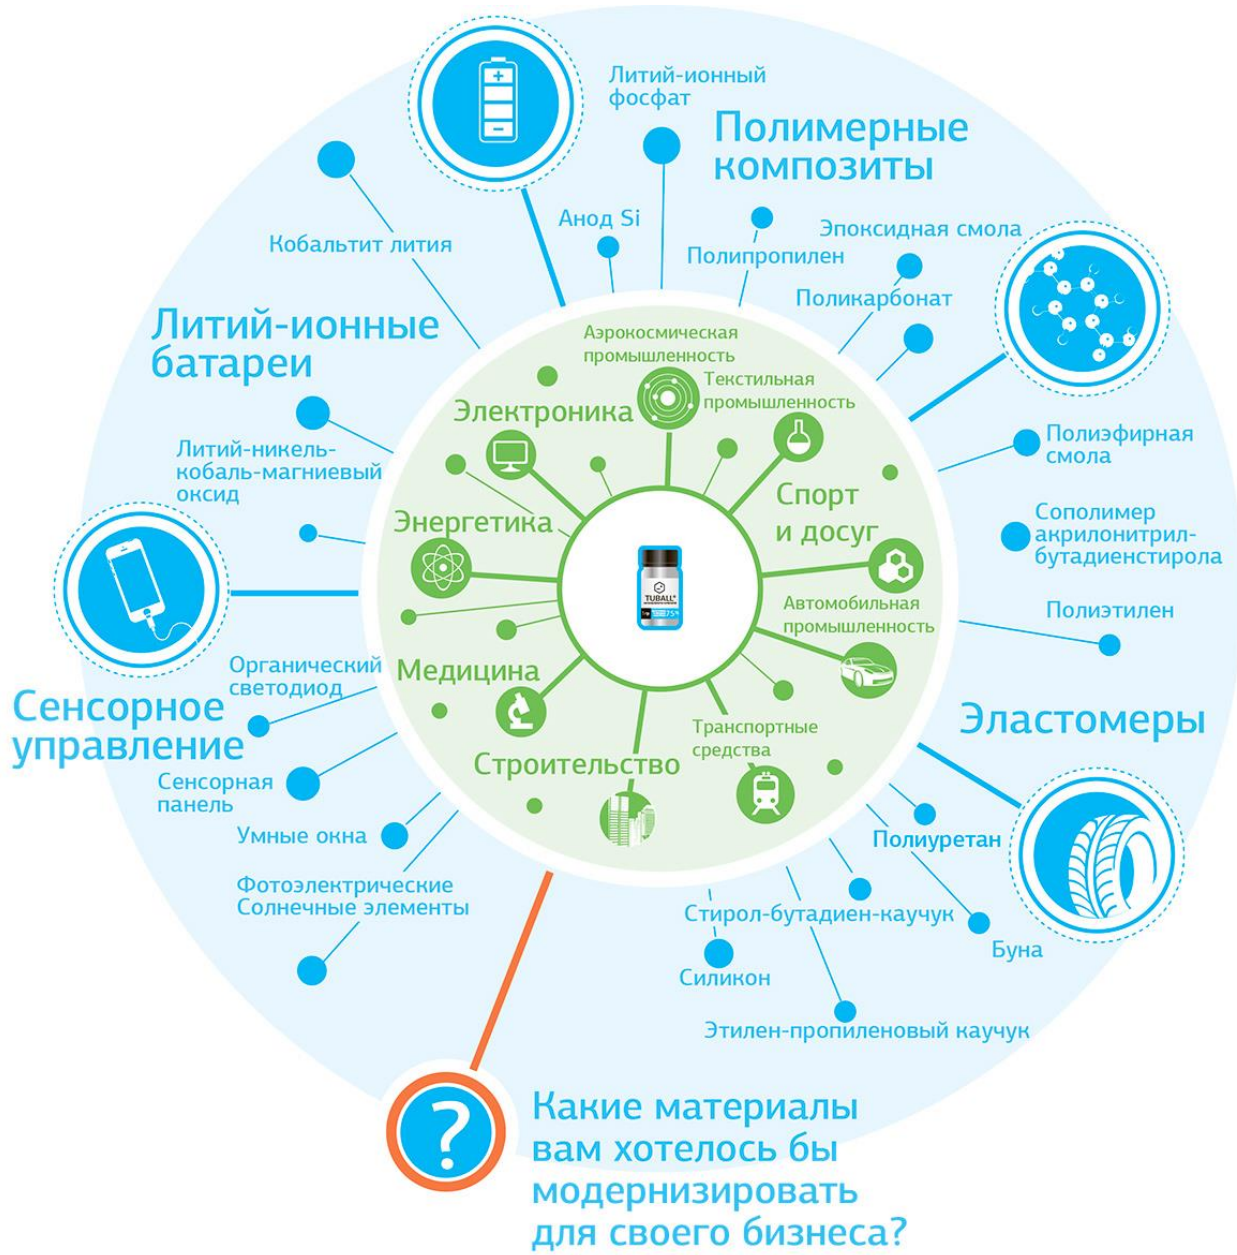 Литий-ионный
фосфат
Полимерные
композиты
Анод Si
Эпоксидная смола
Кобальтит лития
Полипропилен
Поликарбонат
Литий-ионные
батареи
Аэрокосмическая
промышленность
Текстильная
промышленность
Электроника
Полиэфирная
смола
Литий-никель-
кобаль-магниевый
оксид
Энергетика
Спорт
и досуг
Сополимер
акрилонитрил-
бутадиенстирола
TUBALL
75%
Автомобильная
промышленность
Полиэтилен
Органический
светодиод
Медицина
Сенсорное
управление
Эластомеры
Транспортные
средства
Строительство
Сенсорная
панель
Умные окна
Полиуретан
Фотоэлектрические
Солнечные элементы
Стирол-бутадиен-каучук
Буна
Силикон
Этилен-пропиленовый каучук
?
Какие материалы
вам хотелось бы
модернизировать
для своего бизнеса?